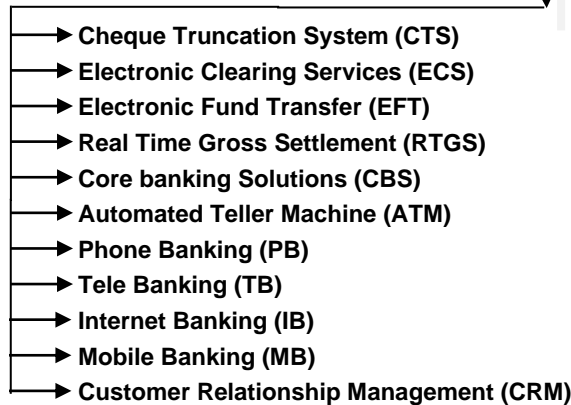 Cheque Truncation System (CTS)
Electronic Clearing Services (ECS)
Electronic Fund Transfer (EFT)
Real Time Gross Settlement (RTGS)
Core banking Solutions (CBS)
Automated Teller Machine (ATM)
Phone Banking (PB)
Tele Banking (TB)
Internet Banking (IB)
Mobile Banking (MB)
Customer Relationship Management (CRM)